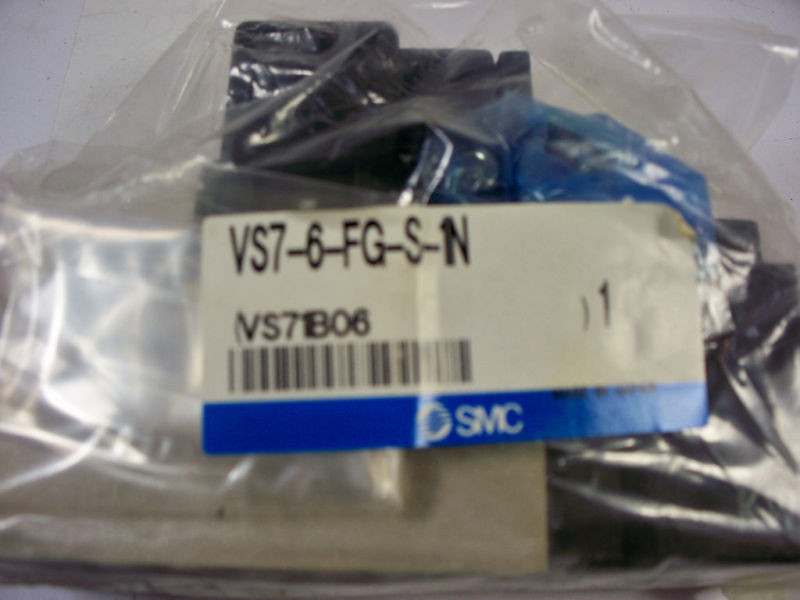 VS7-6-FG-S-1N
(VS71B06 ) 1
SMC